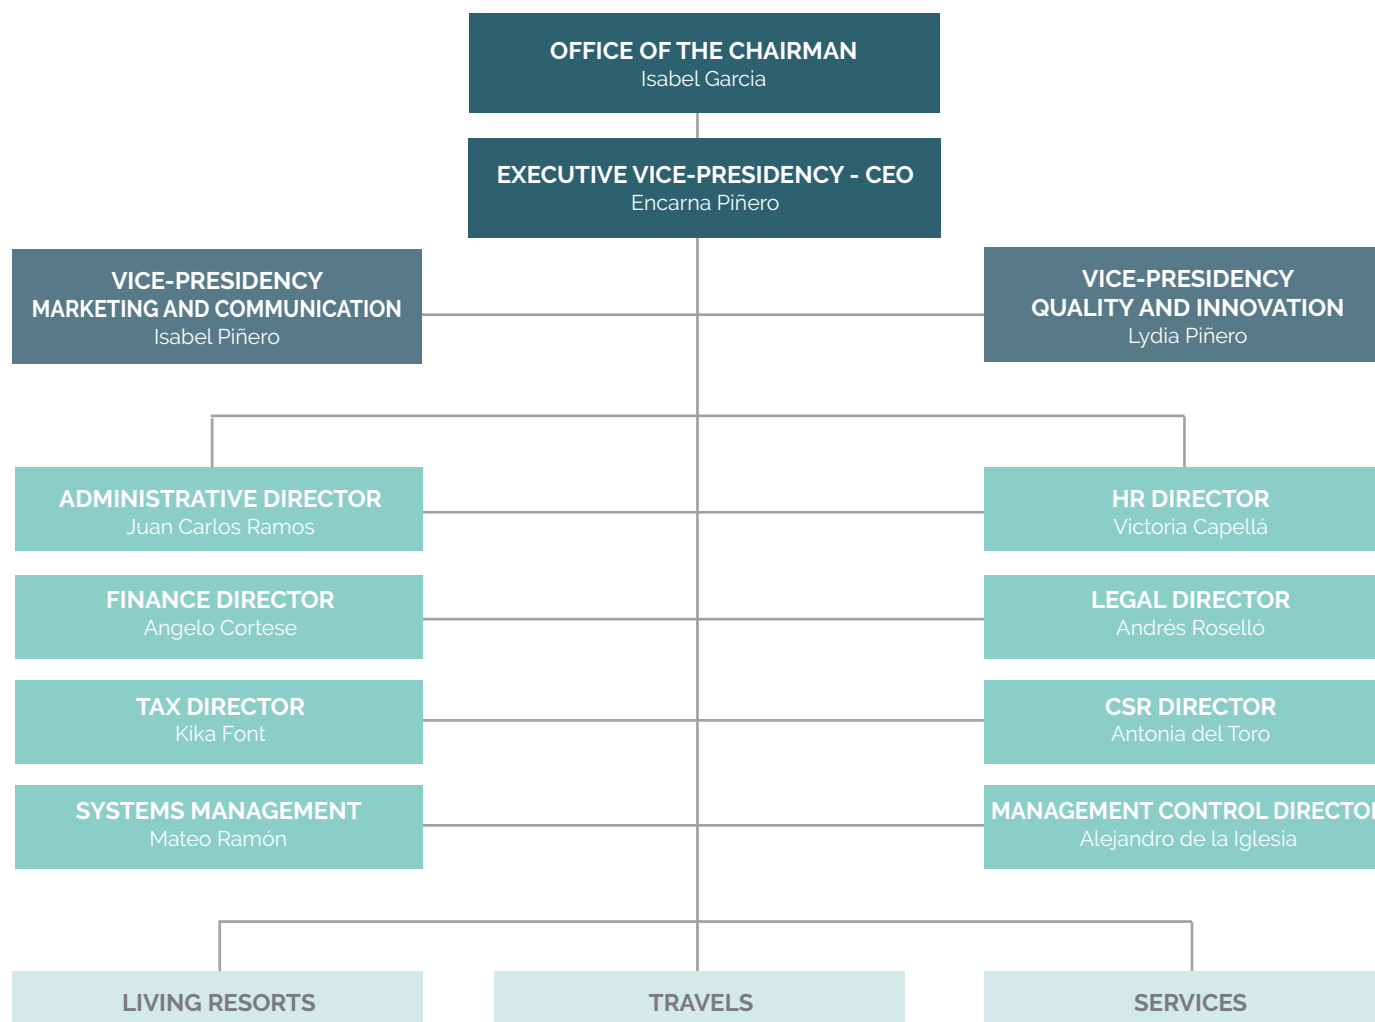 OFFICE OF THE CHAIRMAN
Isabel Garcia
EXECUTIVE VICE-PRESIDENCY - CEO
Encarna Piñero
VICE-PRESIDENCY
MARKETING AND COMMUNICATION
Isabel Piñero
VICE-PRESIDENCY
QUALITY AND INNOVATION
Lydia Piñero
ADMINISTRATIVE DIRECTOR
Juan Carlos Ramos
HR DIRECTOR
Victoria Capellá
FINANCE DIRECTOR
Angelo Cortese
LEGAL DIRECTOR
Andrés Roselló
TAX DIRECTOR
Kika Font
CSR DIRECTOR
Antonia del Toro
SYSTEMS MANAGEMENT
Mateo Ramón
MANAGEMENT CONTROL DIRECTOR
Alejandro de la Iglesia
LIVING RESORTS
TRAVELS
SERVICES